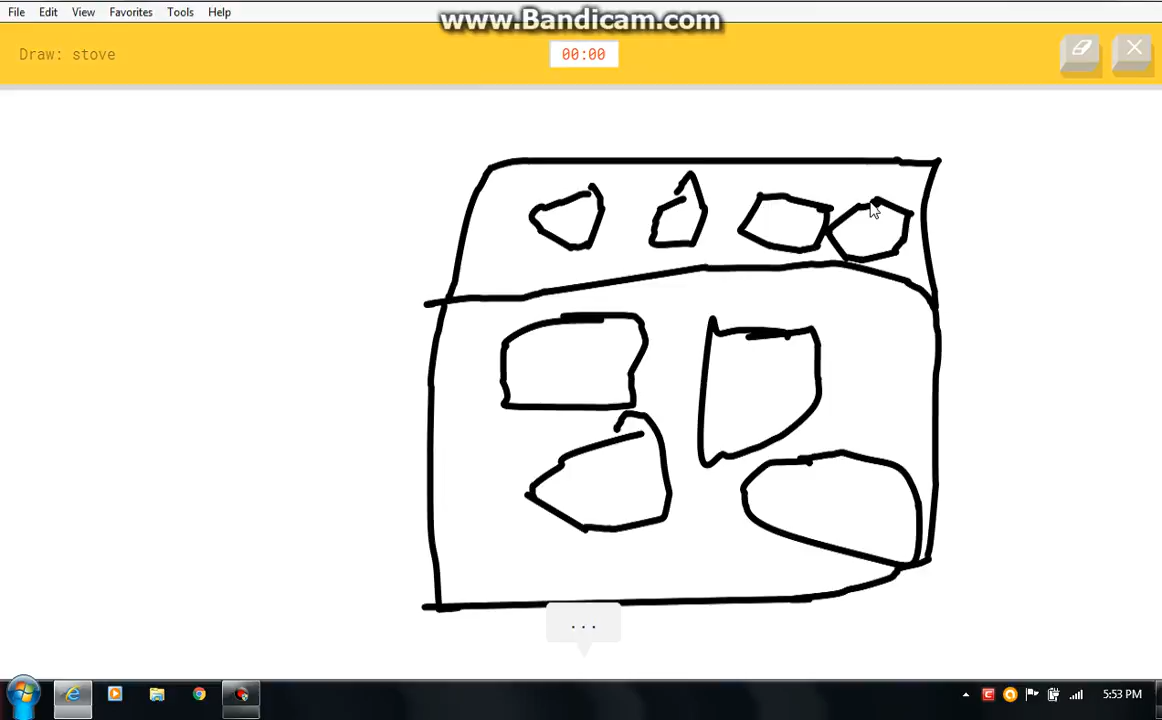 File Edit View Favorites Tools Help
www.Bandicam.com
Draw: stove
00:00
...
5:53 PM